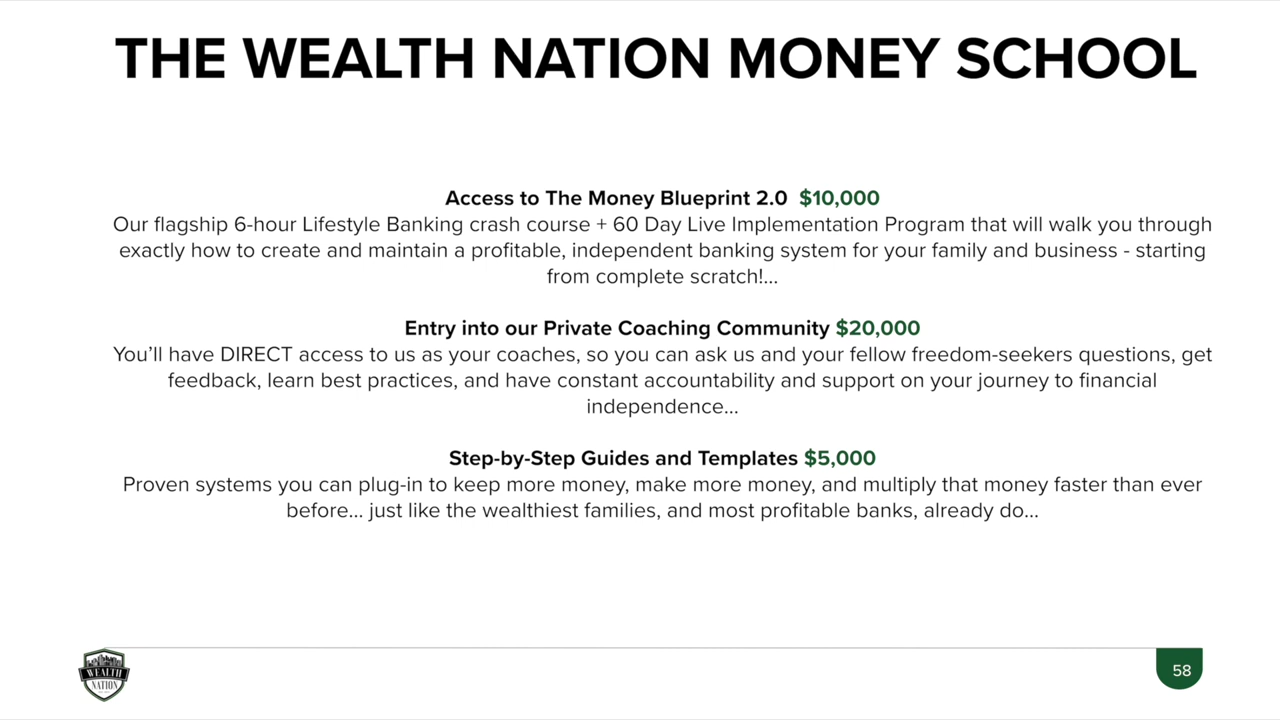 THE WEALTH NATION MONEY SCHOOL
Access to The Money Blueprint 2.0 $10,000
Our flagship 6-hour Lifestyle Banking crash course + 60 Day Live Implementation Program that will walk you through
exactly how to create and maintain a profitable, independent banking system for your family and business - starting
from complete scratch!...
Entry into our Private Coaching Community $20,000
You'll have DIRECT access to us as your coaches, so you can ask us and your fellow freedom-seekers questions, get
feedback, learn best practices, and have constant accountability and support on your journey to financial
independence...
Step-by-Step Guides and Templates $5,000
Proven systems you can plug-in to keep more money, make more money, and multiply that money faster than ever
before... just like the wealthiest families, and most profitable banks, already do...
WEALTH
NATION
58